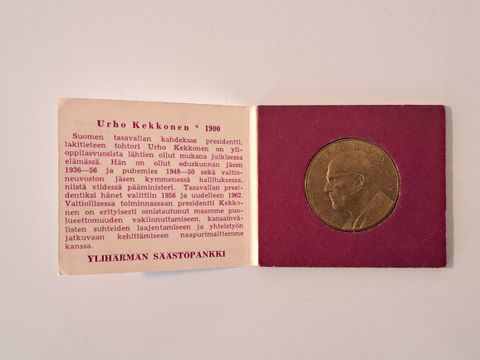 Urho Kekkonen * 1900
Suomen tasavallan kahdeksas presidentti,
lakitieteen tohtori Urho Kekkonen on yli-
oppilasvuosista lähtien ollut mukana julkisessa
elämässä. Hän on ollut eduskunnan jäsen
1936—56 ja puhemies 1948—50 sekä valtio-
neuvoston jäsen kymmenessä hallituksessa,
niistä viidessä pääministeri. Tasavallan presi-
dentiksi hänet valittiin 1956 ja uudelleen 1962.
Valtiollisessa toiminnassaan presidentti Kekko-
nen on erityisesti omistautunut maamme puo-
lueettomuuden vakiinnuttamiseen, kansainvä-
listen suhteiden laajentamiseen ja yhteistyön
jatkuvaan kehittämiseen naapurimaittemme
kanssa.
YLIHÄRMÄN SÄÄSTÖPANKKI